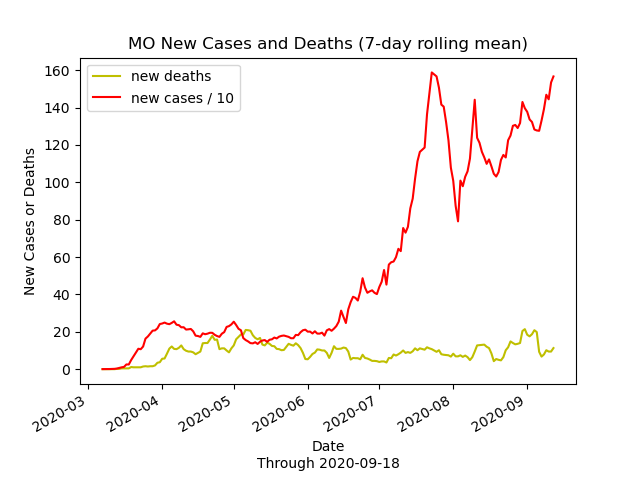 MO New Cases and Deaths (7-day rolling mean)
new deaths
new cases / 10
160
140
120
100
80
60
40
20
0
New Cases or Deaths
2020-03
2020-04
2020-05
2020-06
2020-07
2020-08
2020-09
Date
Through 2020-09-18